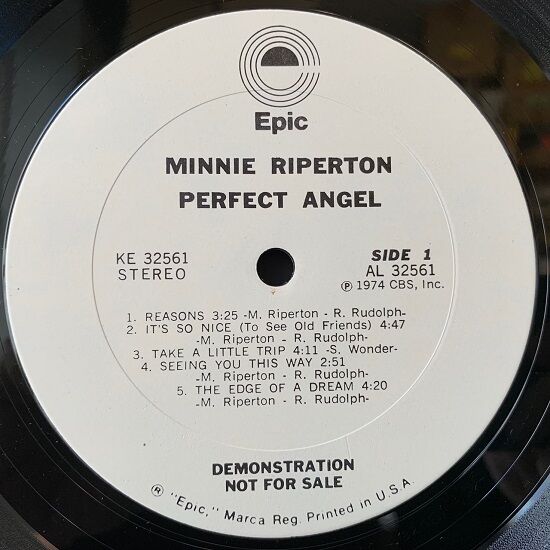 Epic
MINNIE RIPERTON
PERFECT ANGEL
KE 32561
STEREO
SIDE 1
AL 32561
℗ 1974 CBS, Inc.
1. REASONS 3:25 -M. Riperton - R. Rudolph-
2. IT'S SO NICE (To See Old Friends) 4:47
-M. Riperton - R. Rudolph-
3. TAKE A LITTLE TRIP 4:11 -S. Wonder-
4. SEEING YOU THIS WAY 2:51
-M. Riperton - R. Rudolph-
5. THE EDGE OF A DREAM 4:20
-M. Riperton - R. Rudolph-
DEMONSTRATION
NOT FOR SALE
® "Epic," Marca Reg. Printed in U.S.A.